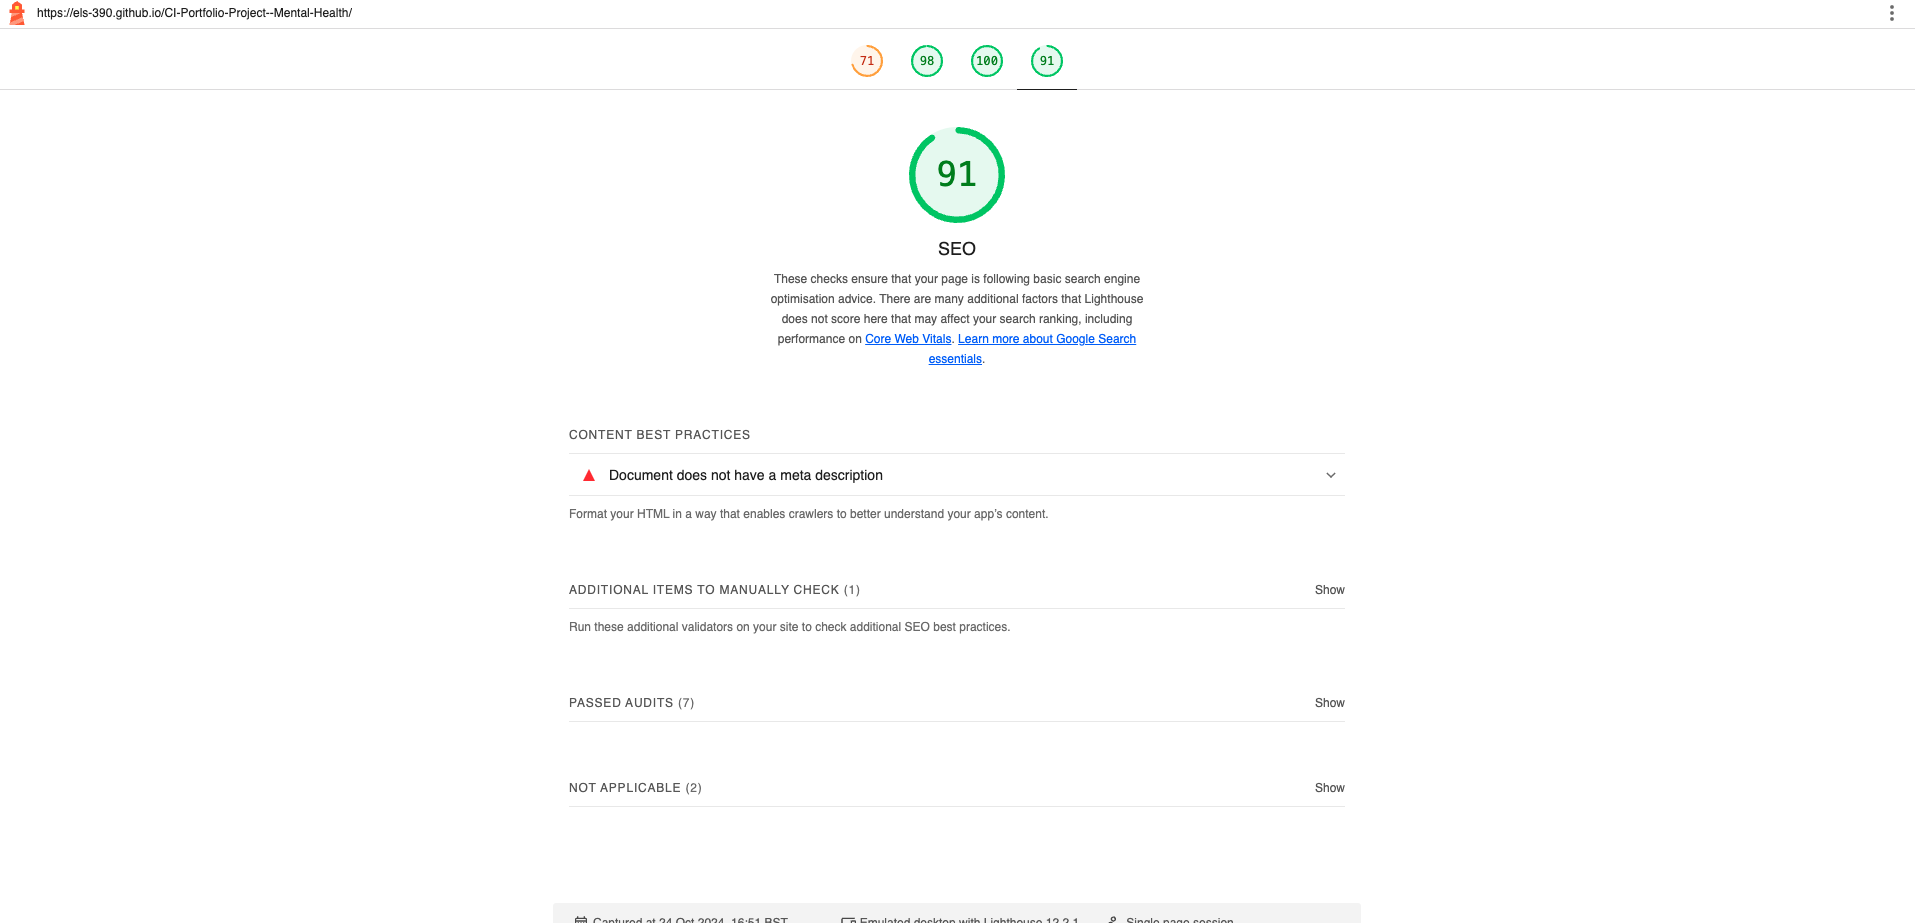 https://els-390.github.io/CI-Portfolio-Project--Mental-Health/
71 98 100 91
91
SEO
These checks ensure that your page is following basic search engine
optimisation advice. There are many additional factors that Lighthouse
does not score here that may affect your search ranking, including
performance on Core Web Vitals. Learn more about Google Search
essentials.
CONTENT BEST PRACTICES
Document does not have a meta description
Format your HTML in a way that enables crawlers to better understand your app's content.
ADDITIONAL ITEMS TO MANUALLY CHECK (1) Show
Run these additional validators on your site to check additional SEO best practices.
PASSED AUDITS (7) Show
NOT APPLICABLE (2) Show
Captured at 24 Oct 2024, 16:51 BST Emulated desktop with Lighthouse 12.2.1 Single page session